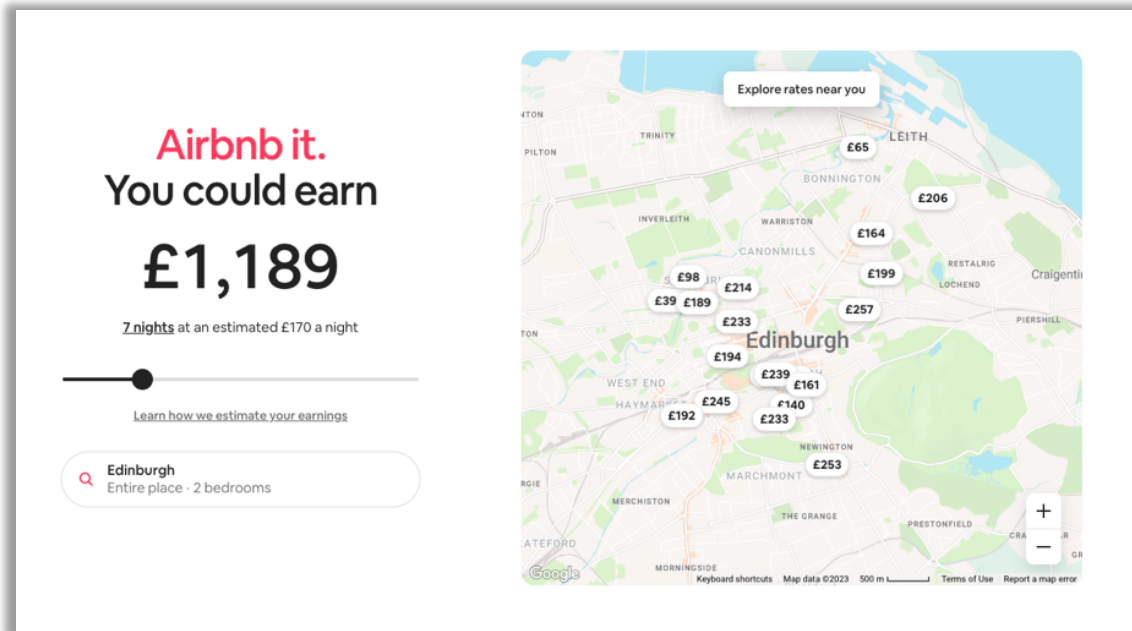 Airbnb it.
You could earn
£1,189
7 nights at an estimated £170 a night
Learn how we estimate your earnings
Edinburgh
Entire place · 2 bedrooms
Explore rates near you
LEITH
TRINITY
PILTON
£65
BONNINGTON
£206
INVERLEITH
WARRISTON
£164
CANONMILLS
RESTALRIG
£98
£199
Craigenti
£214
LOCHEND
£39
£189
£257
PIERSHILL
£233
Edinburgh
£194
£239
WEST END
£161
£245
£140
HAYMARKET
£192
£233
NEWINGTON
£253
MARCHMONT
MERCHISTON
THE GRANGE
PRESTONFIELD
+
−
LATEFORD
MORNINGSIDE
Google
Keyboard shortcuts Map data ©2023 500 m Terms of Use Report a map error